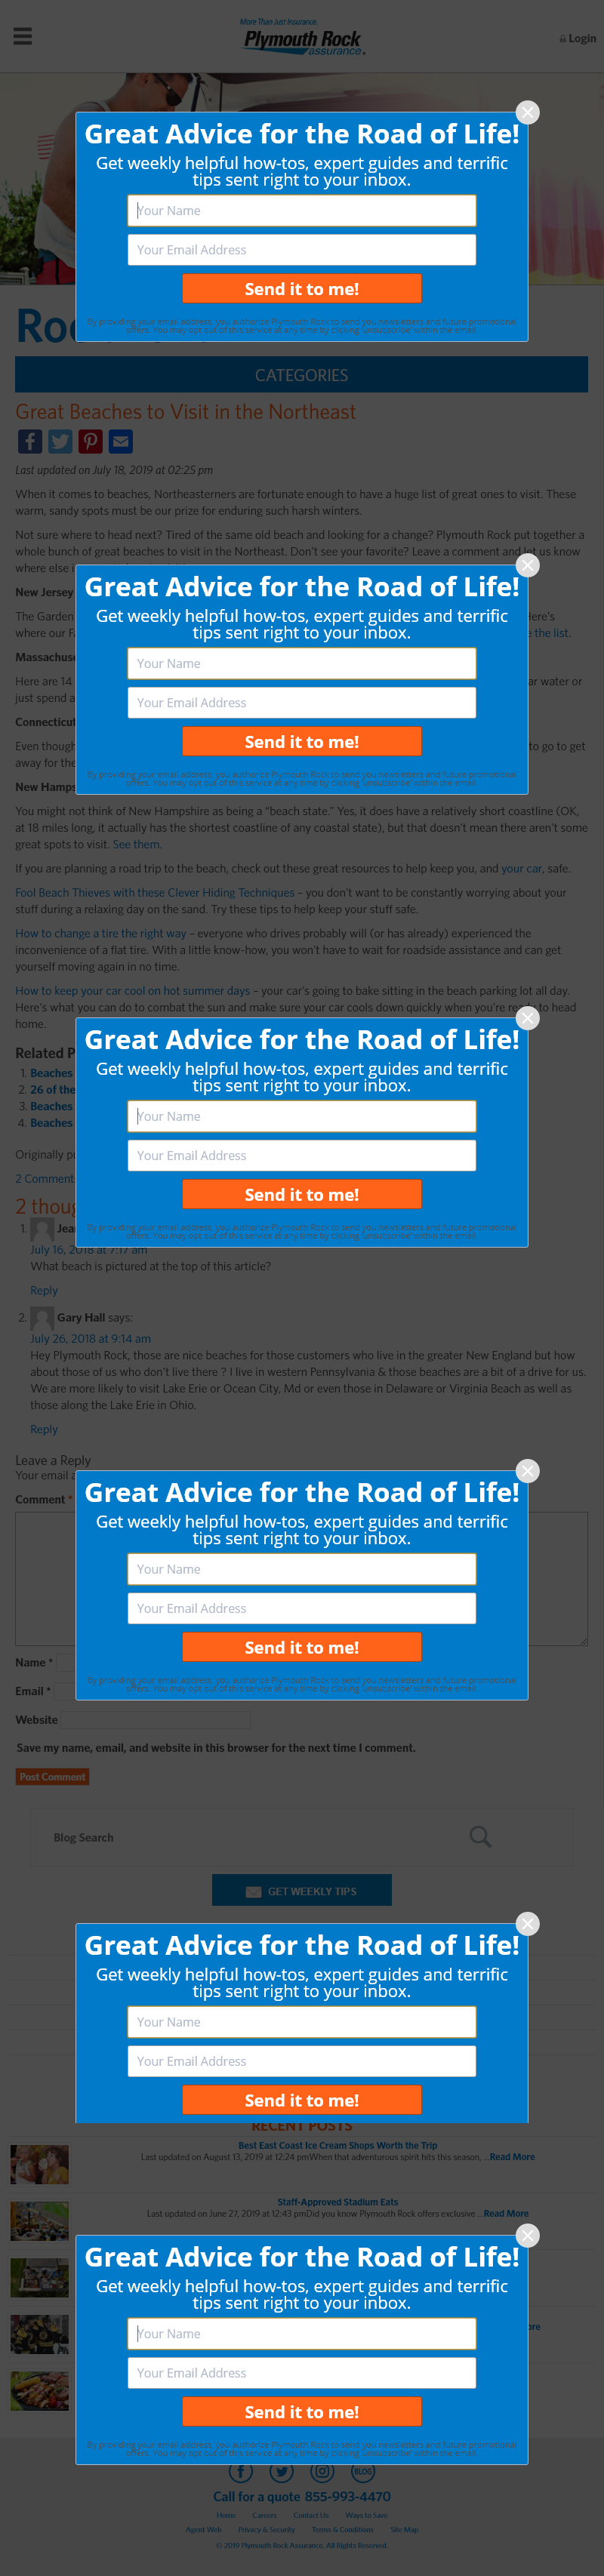 More Than Just Insurance.
Plymouth Rock
assurance
Login
Great Advice for the Road of Life!
Get weekly helpful how-tos, expert guides and terrific
tips sent right to your inbox.
Your Name
Your Email Address
Send it to me!
By providing your email address, you authorize Plymouth Rock to send you newsletters and future promotional
offers. You may opt out of this service at any time by clicking 'unsubscribe' within the email.
CATEGORIES
Great Beaches to Visit in the Northeast
Last updated on July 18, 2019 at 02:25 pm
When it comes to beaches, Northeasterners are fortunate enough to have a huge list of great ones to visit. These
warm, sandy spots must be our prize for enduring such harsh winters.
Not sure where to head next? Tired of the same old beach and looking for a change? Plymouth Rock put together a
whole bunch of great beaches to visit in the Northeast. Don't see your favorite? Leave a comment and let us know
where else
New Jersey
Great Advice for the Road of Life!
Get weekly helpful how-tos, expert guides and terrific
tips sent right to your inbox.
Your Name
Your Email Address
Send it to me!
By providing your email address, you authorize Plymouth Rock to send you newsletters and future promotional
offers. You may opt out of this service at any time by clicking 'unsubscribe' within the email.
The Garden
where our
the list.
Here are 14
water or
just spend
Connecticut
Even though
to go to get
away for the
You might not think of New Hampshire as being a "beach state." Yes, it does have a relatively short coastline (OK,
at 18 miles long, it actually has the shortest coastline of any coastal state), but that doesn't mean there aren't some
great spots to visit. See them.
If you are planning a road trip to the beach, check out these great resources to help keep you, and your car, safe.
Fool Beach Thieves with these Clever Hiding Techniques – you don't want to be constantly worrying about your
stuff during a relaxing day on the sand. Try these tips to help keep your stuff safe.
How to change a tire the right way – everyone who drives probably will (or has already) experienced the
inconvenience of a flat tire. With a little know-how, you won't have to wait for roadside assistance and can get
yourself moving again in no time.
How to keep your car cool on hot summer days – your car's going to bake sitting in the beach parking lot all day.
Here's what you can do to combat the sun and make sure your car cools down quickly when you're ready to head
home.
Great Advice for the Road of Life!
Get weekly helpful how-tos, expert guides and terrific
tips sent right to your inbox.
Your Name
Your Email Address
Send it to me!
By providing your email address, you authorize Plymouth Rock to send you newsletters and future promotional
offers. You may opt out of this service at any time by clicking 'unsubscribe' within the email.
Related
1. Beaches
2. 26 of the
3. Beaches
4. Beaches
Originally
2 Comment
1.
July 16, 2018 at 7:17 am
What beach is pictured at the top of this article?
Reply
2. Gary Hall says:
July 26, 2018 at 9:14 am
Hey Plymouth Rock, those are nice beaches for those customers who live in the greater New England but how
about those of us who don't live there ? I live in western Pennsylvania & those beaches are a bit of a drive for us.
We are more likely to visit Lake Erie or Ocean City, Md or even those in Delaware or Virginia Beach as well as
those along the Lake Erie in Ohio.
Reply
Leave a Reply
Your email
Comment *
Great Advice for the Road of Life!
Get weekly helpful how-tos, expert guides and terrific
tips sent right to your inbox.
Your Name
Your Email Address
Send it to me!
By providing your email address, you authorize Plymouth Rock to send you newsletters and future promotional
offers. You may opt out of this service at any time by clicking 'unsubscribe' within the email.
Name *
Email *
Website
Save my name, email, and website in this browser for the next time I comment.
Post Comment
Blog Search
GET WEEKLY TIPS
Great Advice for the Road of Life!
Get weekly helpful how-tos, expert guides and terrific
tips sent right to your inbox.
Your Name
Your Email Address
Send it to me!
RECENT POSTS
Best East Coast Ice Cream Shops Worth the Trip
Last updated on August 13, 2019 at 12:24 pmWhen that adventurous spirit hits this season, ...Read More
Staff-Approved Stadium Eats
Last updated on June 27, 2019 at 12:43 pmDid you know Plymouth Rock offers exclusive ...Read More
Great Advice for the Road of Life!
Get weekly helpful how-tos, expert guides and terrific
tips sent right to your inbox.
Your Name
Your Email Address
Send it to me!
By providing your email address, you authorize Plymouth Rock to send you newsletters and future promotional
offers. You may opt out of this service at any time by clicking 'unsubscribe' within the email.
BLOG
Call for a quote 855-993-4470
Home Careers Contact Us Ways to Save
Agent Web Privacy & Security Terms & Conditions Site Map
© 2019 Plymouth Rock Assurance. All Rights Reserved.